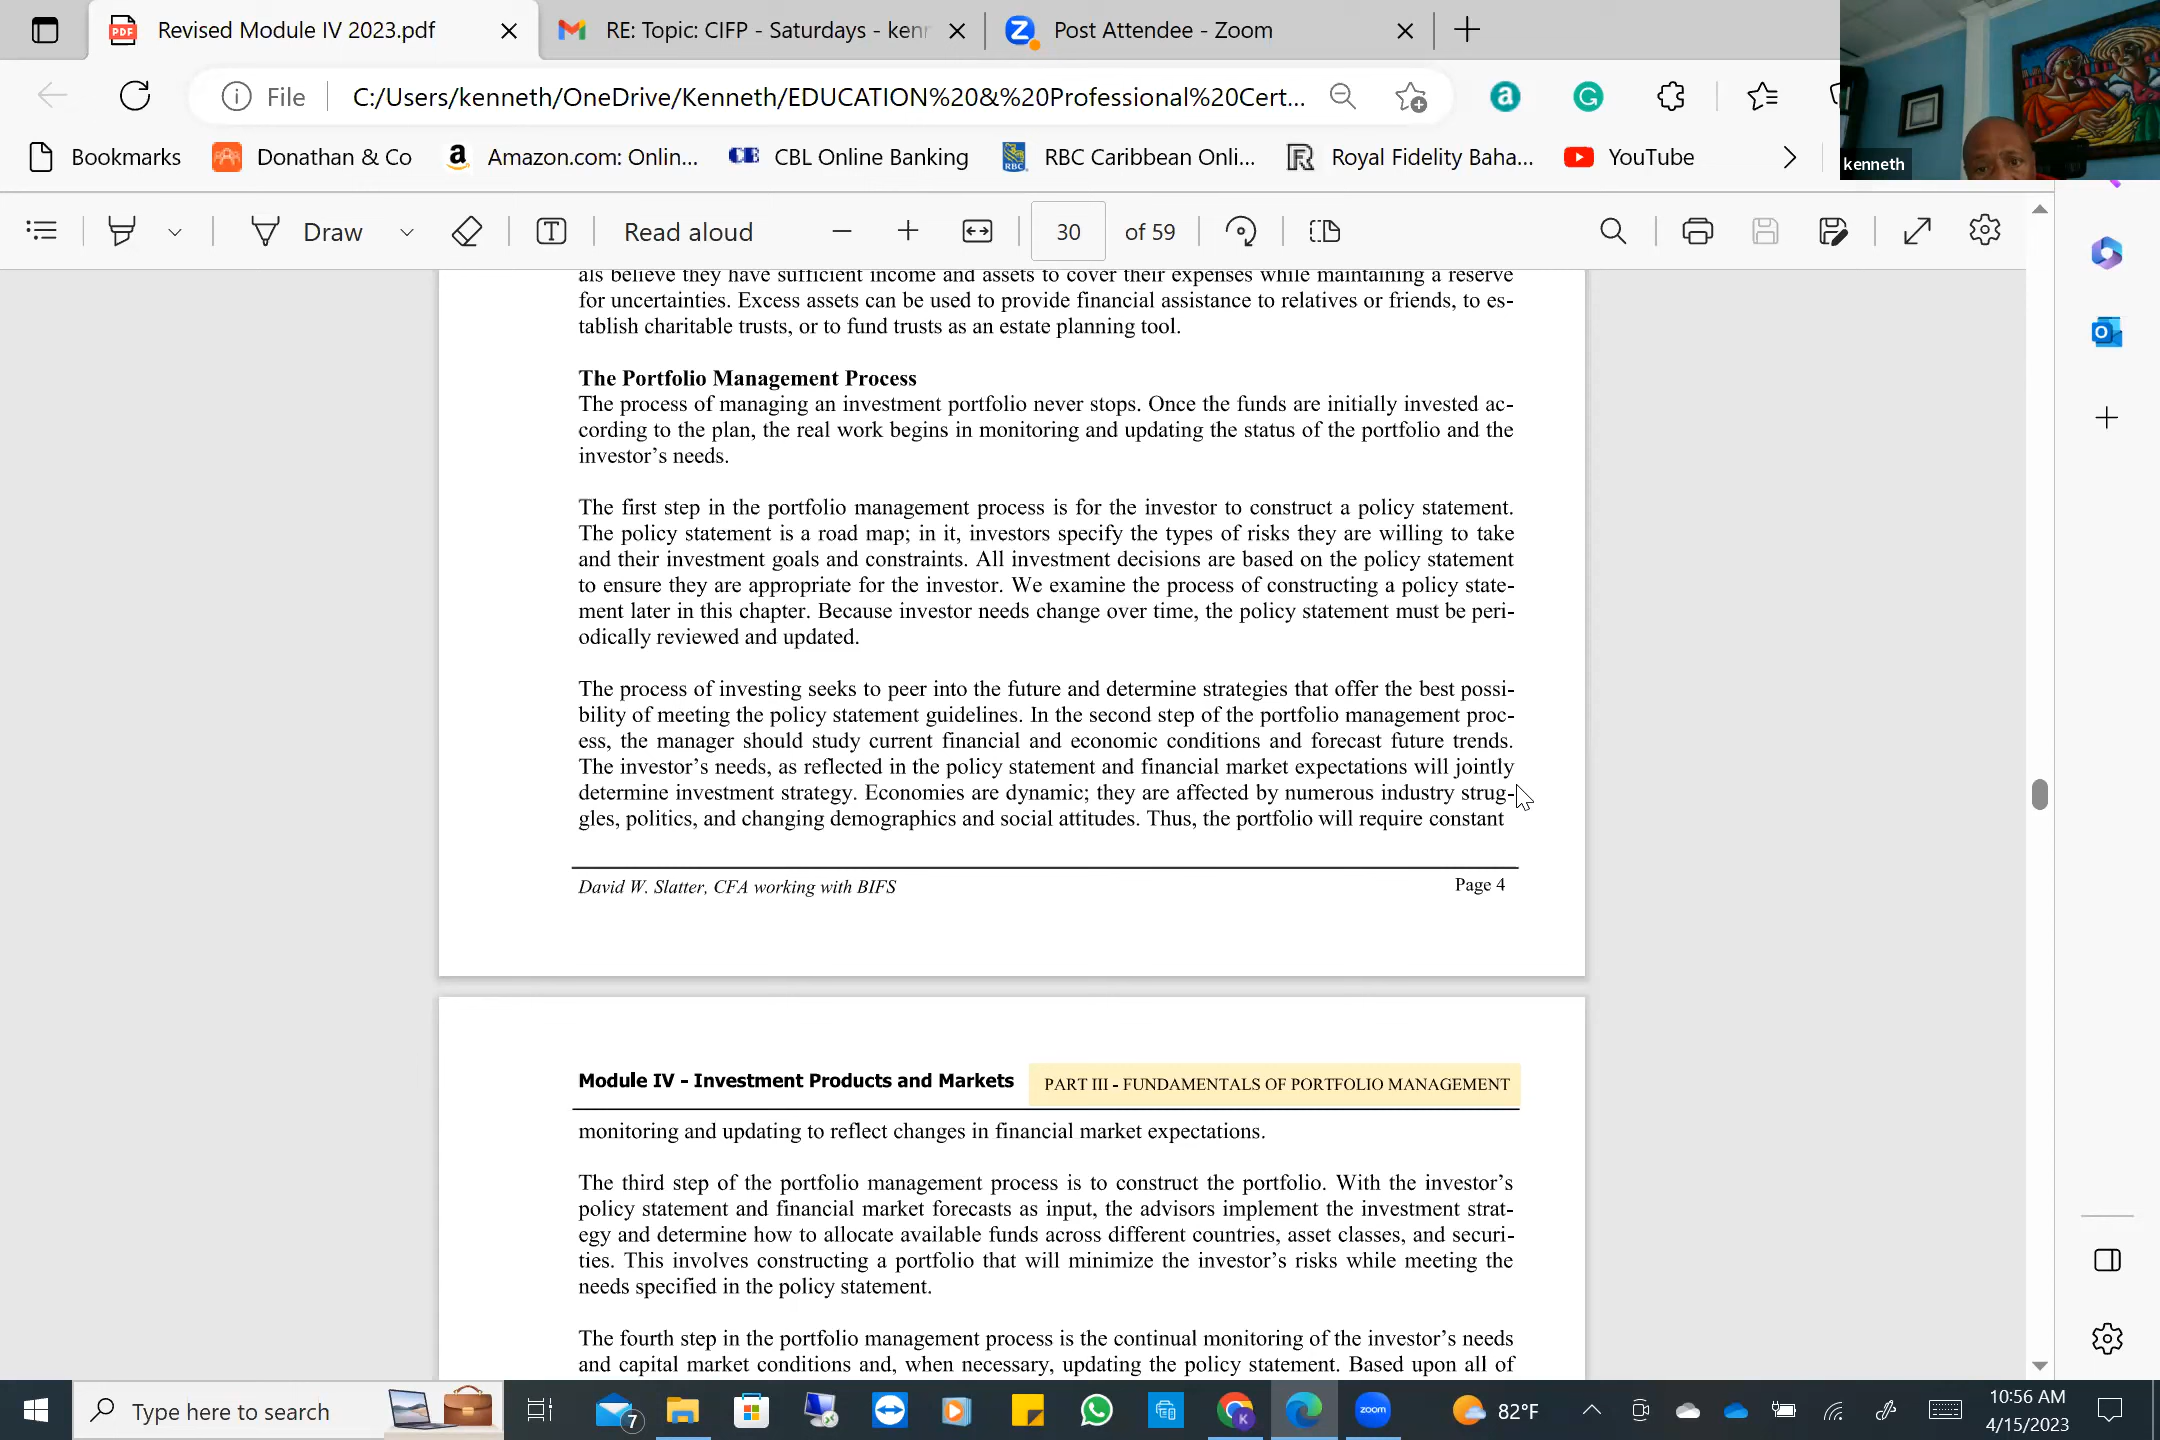 Revised Module IV 2023.pdf
RE: Topic: CIFP - Saturdays - ken
Post Attendee - Zoom
File
C:/Users/kenneth/OneDrive/Kenneth/EDUCATION%20&%20Professional%20Cert...
Bookmarks
Donathan & Co
Amazon.com: Onlin...
CBL Online Banking
RBC Caribbean Onli...
Royal Fidelity Baha...
YouTube
kenneth
Draw
Read aloud
30
of 59
als believe they have sufficient income and assets to cover their expenses while maintaining a reserve
for uncertainties. Excess assets can be used to provide financial assistance to relatives or friends, to es-
tablish charitable trusts, or to fund trusts as an estate planning tool.
The Portfolio Management Process
The process of managing an investment portfolio never stops. Once the funds are initially invested ac-
cording to the plan, the real work begins in monitoring and updating the status of the portfolio and the
investor's needs.
The first step in the portfolio management process is for the investor to construct a policy statement.
The policy statement is a road map; in it, investors specify the types of risks they are willing to take
and their investment goals and constraints. All investment decisions are based on the policy statement
to ensure they are appropriate for the investor. We examine the process of constructing a policy state-
ment later in this chapter. Because investor needs change over time, the policy statement must be peri-
odically reviewed and updated.
The process of investing seeks to peer into the future and determine strategies that offer the best possi-
bility of meeting the policy statement guidelines. In the second step of the portfolio management proc-
ess, the manager should study current financial and economic conditions and forecast future trends.
The investor's needs, as reflected in the policy statement and financial market expectations will jointly
determine investment strategy. Economies are dynamic; they are affected by numerous industry strug-
gles, politics, and changing demographics and social attitudes. Thus, the portfolio will require constant
David W. Slatter, CFA working with BIFS
Page 4
Module IV - Investment Products and Markets
PART III - FUNDAMENTALS OF PORTFOLIO MANAGEMENT
monitoring and updating to reflect changes in financial market expectations.
The third step of the portfolio management process is to construct the portfolio. With the investor's
policy statement and financial market forecasts as input, the advisors implement the investment strat-
egy and determine how to allocate available funds across different countries, asset classes, and securi-
ties. This involves constructing a portfolio that will minimize the investor's risks while meeting the
needs specified in the policy statement.
The fourth step in the portfolio management process is the continual monitoring of the investor's needs
and capital market conditions and, when necessary, updating the policy statement. Based upon all of
Type here to search
7
zoom
82°F
10:56 AM
4/15/2023